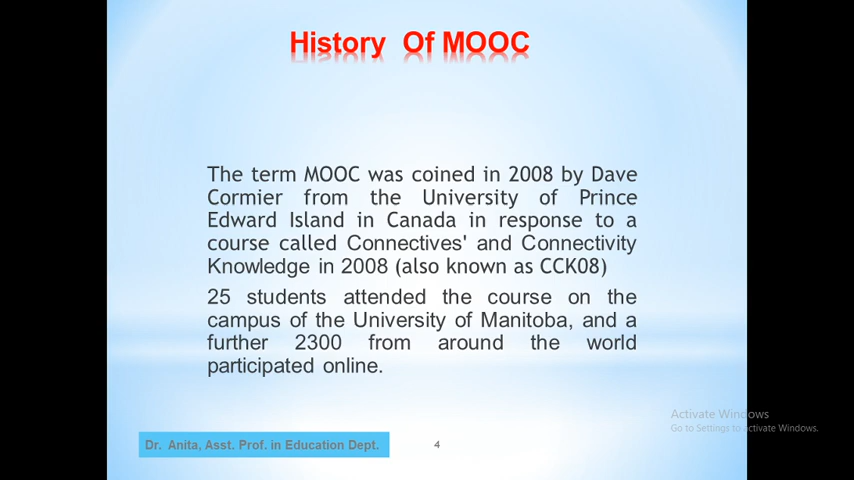 History Of MOOC
The term MOOC was coined in 2008 by Dave
Cormier from the University of Prince
Edward Island in Canada in response to a
course called Connectives' and Connectivity
Knowledge in 2008 (also known as CCK08)
25 students attended the course on the
campus of the University of Manitoba, and a
further 2300 from around the world
participated online.
Activate Windows
Go to Settings to activate Windows.
Dr. Anita, Asst. Prof. in Education Dept.
4